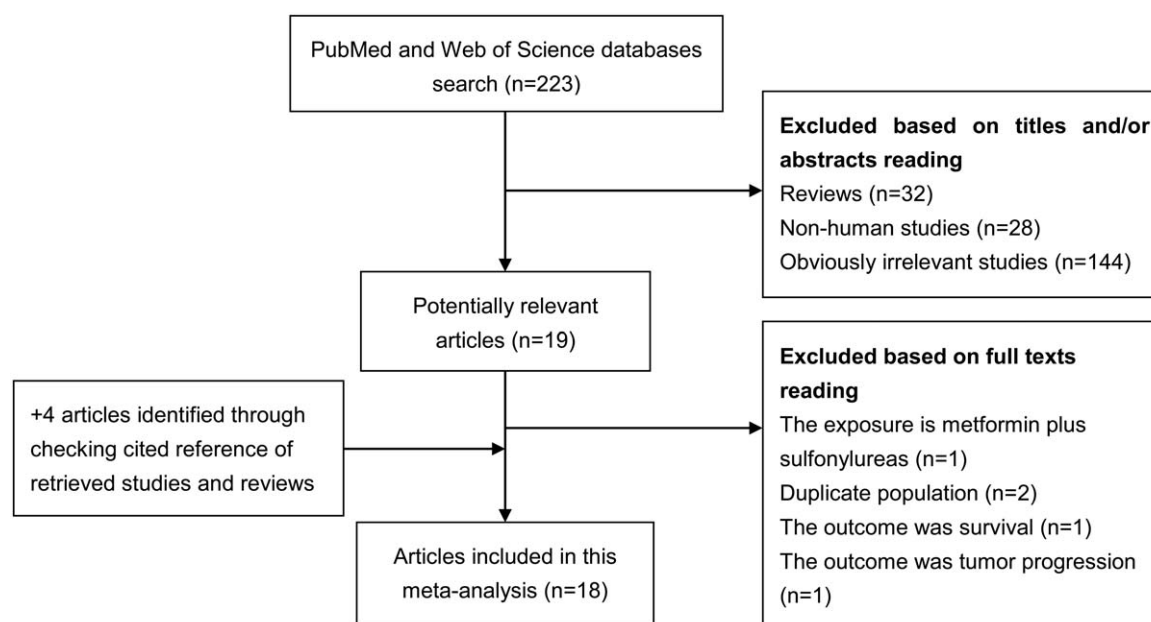 PubMed and Web of Science databases
search (n=223)
Excluded based on titles and/or
abstracts reading
Reviews (n=32)
Non-human studies (n=28)
Obviously irrelevant studies (n=144)
Potentially relevant
articles (n=19)
Excluded based on full texts
reading
The exposure is metformin plus
sulfonylureas (n=1)
Duplicate population (n=2)
The outcome was survival (n=1)
The outcome was tumor progression
(n=1)
+4 articles identified through
checking cited reference of
retrieved studies and reviews
Articles included in this
meta-analysis (n=18)